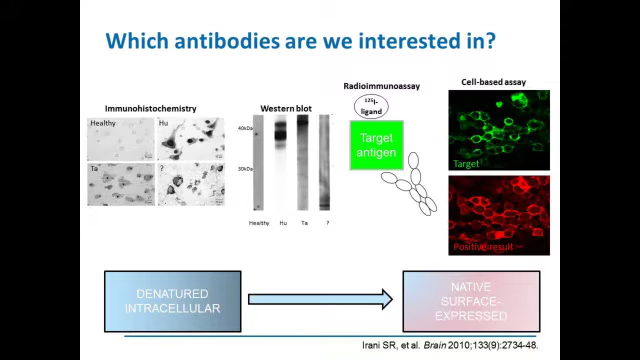 Which antibodies are we interested in?
Immunohistochemistry
Healthy
Hu
Ta
?
Western blot
40kDa
30kDa
Healthy
Hu
Ta
?
Radioimmunoassay
125I-
ligand
Target
antigen
Cell-based assay
Target
Positive result
DENATURED
INTRACELLULAR
NATIVE
SURFACE-
EXPRESSED
Irani SR, et al. Brain 2010;133(9):2734-48.